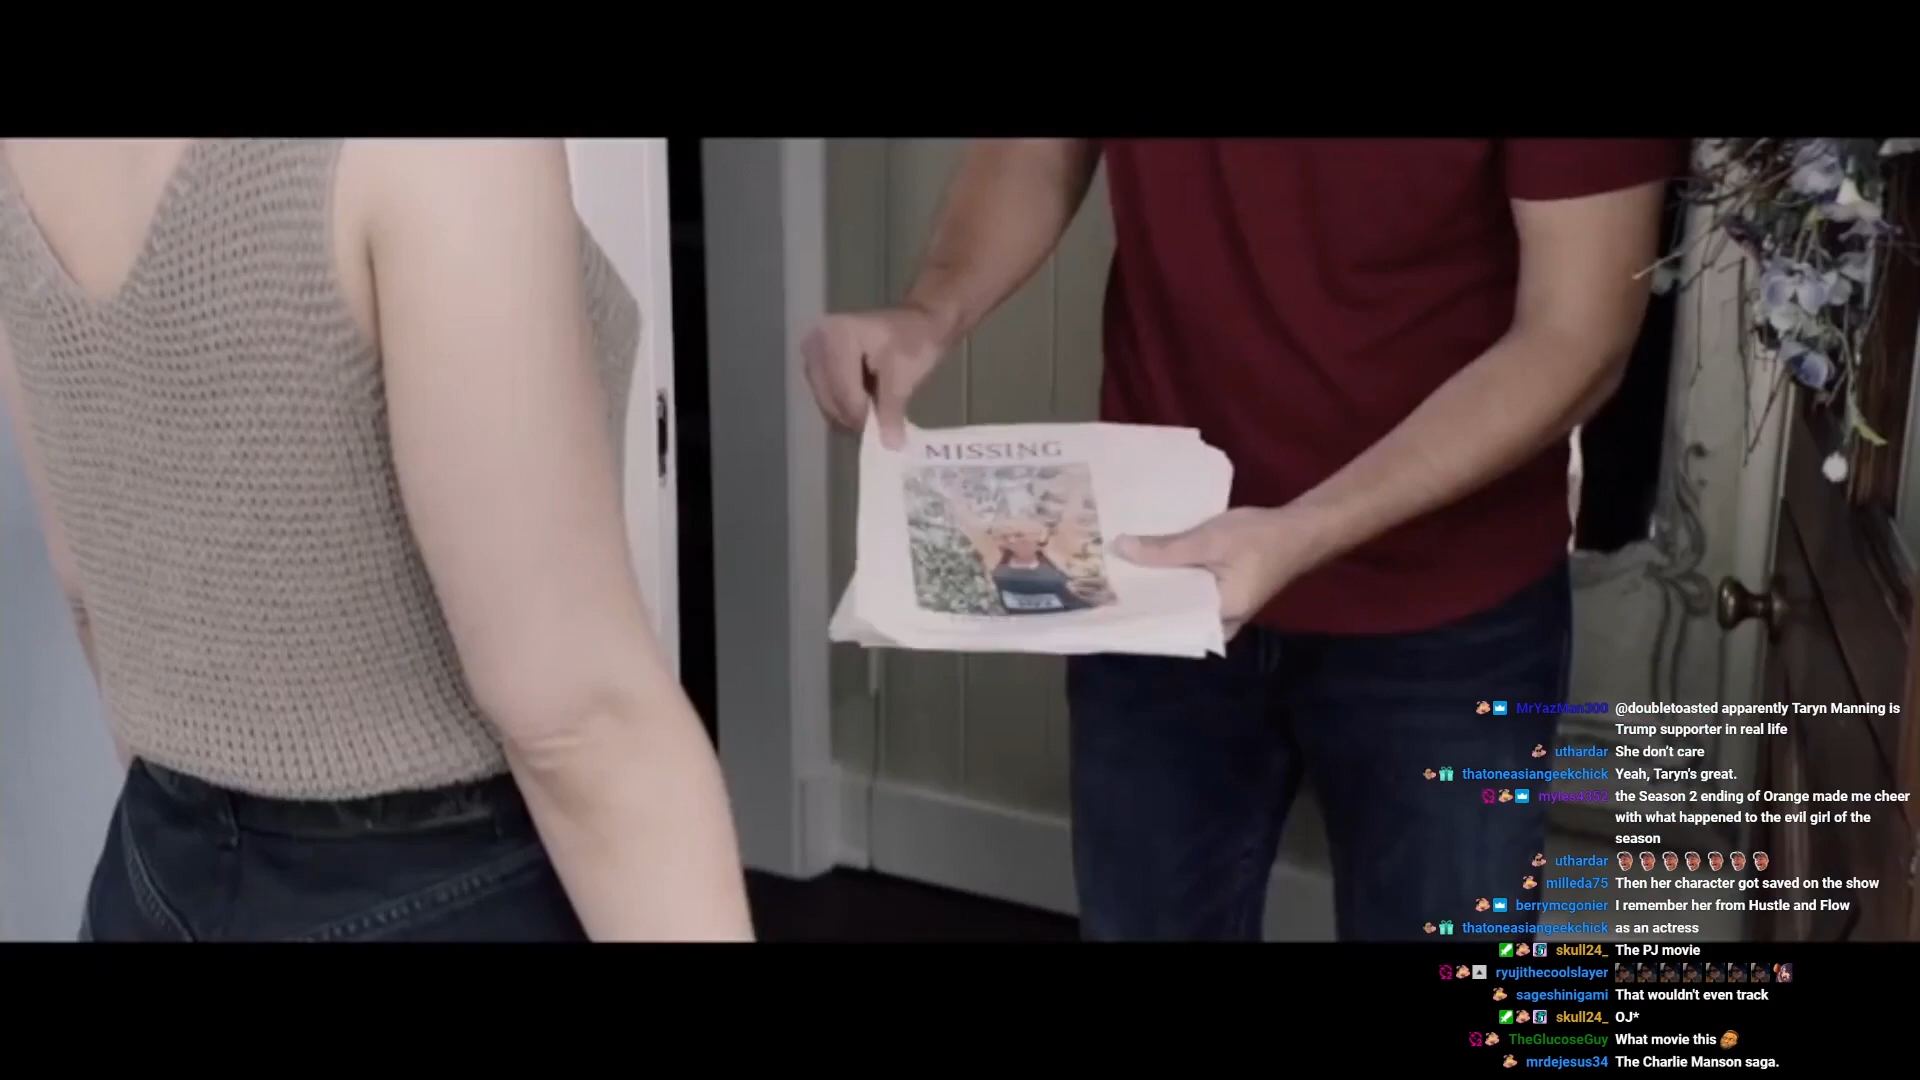 MISSING
MrYazMan300 @doubletoasted apparently Taryn Manning is
Trump supporter in real life
uthardar She don't care
thatoneasiangeekchick Yeah, Taryn's great.
myles4352 the Season 2 ending of Orange made me cheer
with what happened to the evil girl of the
season
uthardar
milleda75 Then her character got saved on the show
berrymcgonier I remember her from Hustle and Flow
thatoneasiangeekchick as an actress
skull24_ The PJ movie
ryujithecoolslayer
sageshinigami That wouldn't even track
skull24_ OJ*
TheGlucoseGuy What movie this
mrdejesus34 The Charlie Manson saga.